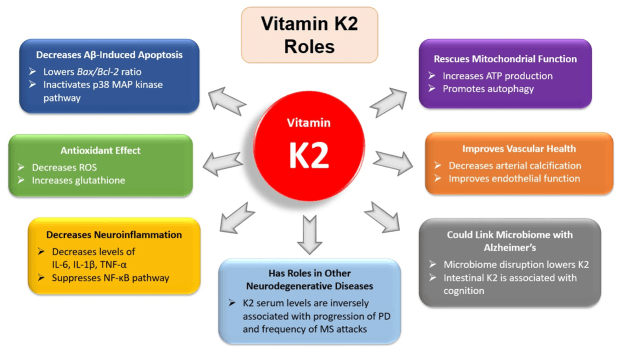 Vitamin K2
Roles
Decreases Aβ-Induced Apoptosis
➢ Lowers Bax/Bcl-2 ratio
➢ Inactivates p38 MAP kinase
pathway
Rescues Mitochondrial Function
➢ Increases ATP production
➢ Promotes autophagy
Vitamin
K2
Antioxidant Effect
➢ Decreases ROS
➢ Increases glutathione
Improves Vascular Health
➢ Decreases arterial calcification
➢ Improves endothelial function
Decreases Neuroinflammation
➢ Decreases levels of
IL-6, IL-1β, TNF-α
➢ Suppresses NF-κB pathway
Could Link Microbiome with
Alzheimer's
➢ Microbiome disruption lowers K2
➢ Intestinal K2 is associated with
cognition
Has Roles in Other
Neurodegenerative Diseases
➢ K2 serum levels are inversely
associated with progression of PD
and frequency of MS attacks